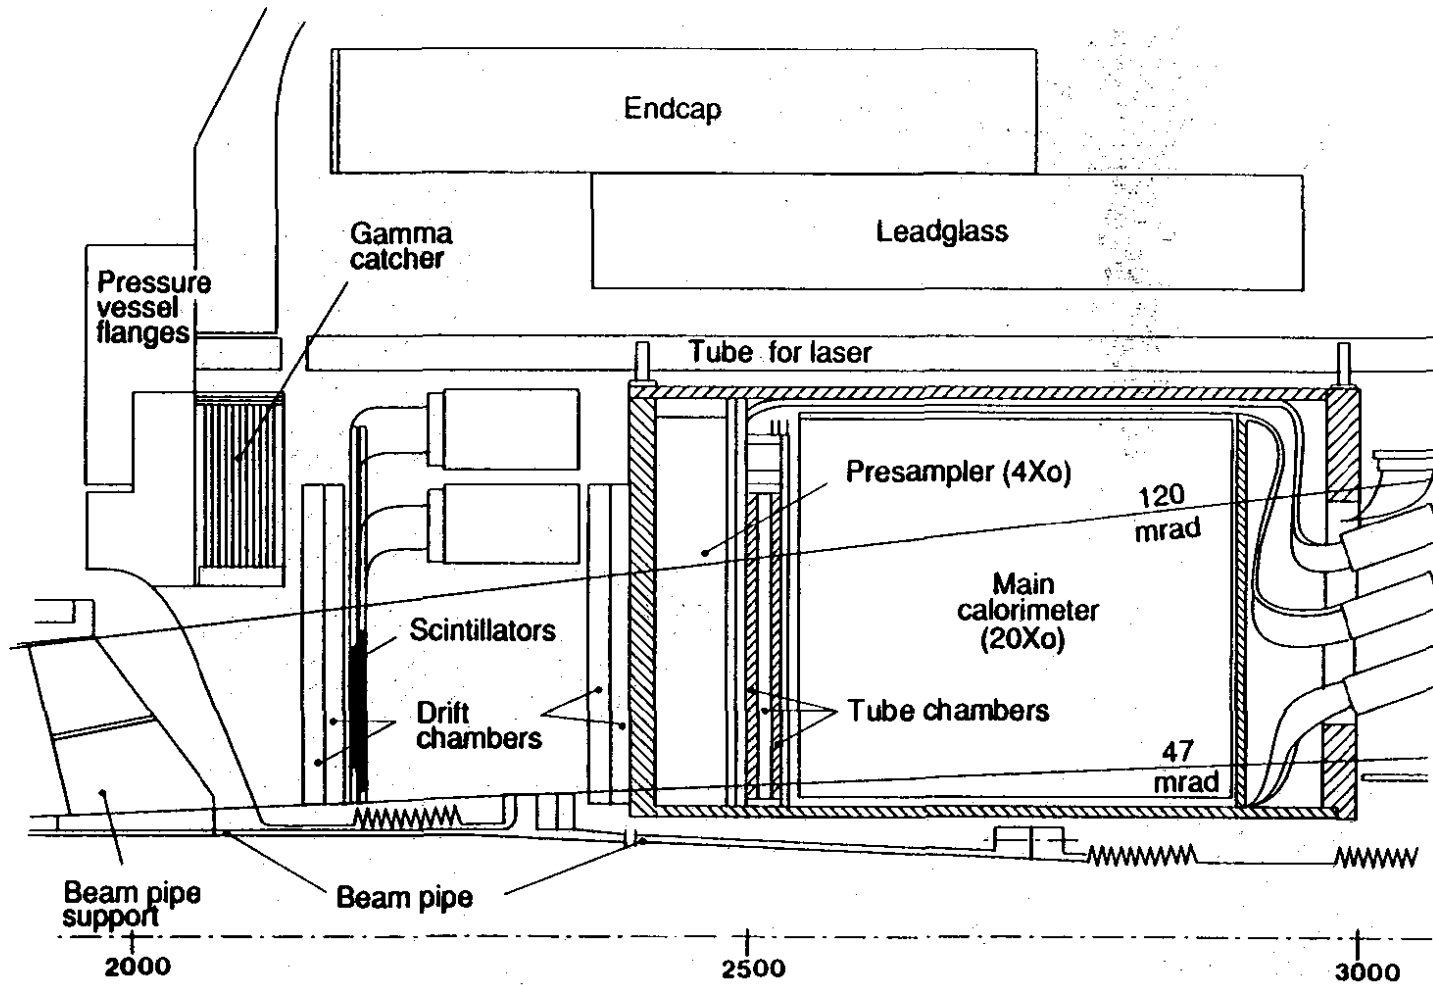 Endcap
Leadglass
Gamma
catcher
Pressure
vessel
flanges
Tube for laser
Presampler (4Xo)
120
mrad
Main
calorimeter
(20Xo)
Scintillators
Drift
chambers
Tube chambers
47
mrad
Beam pipe
support
Beam pipe
2000
2500
3000